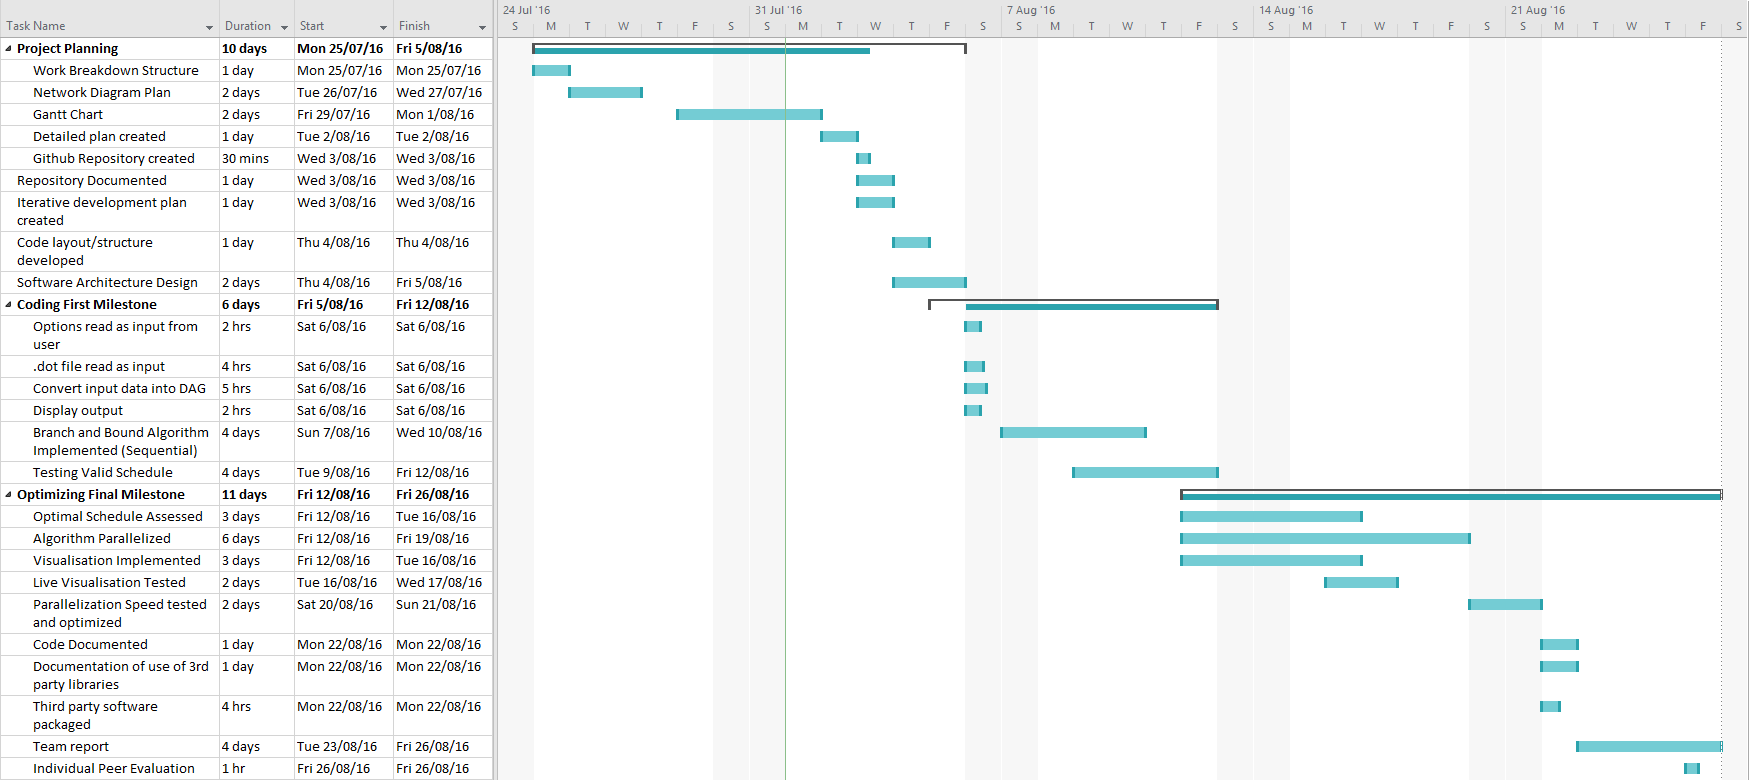 24 Jul '16 31 Jul '16 7 Aug '16 14 Aug '16 21 Aug '16
Task Name Duration Start Finish S M T W T F S S M T W T F S S M T W T F S S M T W T F S S M T W T F S
Project Planning 10 days Mon 25/07/16 Fri 5/08/16
Work Breakdown Structure 1 day Mon 25/07/16 Mon 25/07/16
Network Diagram Plan 2 days Tue 26/07/16 Wed 27/07/16
Gantt Chart 2 days Fri 29/07/16 Mon 1/08/16
Detailed plan created 1 day Tue 2/08/16 Tue 2/08/16
Github Repository created 30 mins Wed 3/08/16 Wed 3/08/16
Repository Documented 1 day Wed 3/08/16 Wed 3/08/16
Iterative development plan 1 day Wed 3/08/16 Wed 3/08/16
created
Code layout/structure 1 day Thu 4/08/16 Thu 4/08/16
developed
Software Architecture Design 2 days Thu 4/08/16 Fri 5/08/16
Coding First Milestone 6 days Fri 5/08/16 Fri 12/08/16
Options read as input from 2 hrs Sat 6/08/16 Sat 6/08/16
user
.dot file read as input 4 hrs Sat 6/08/16 Sat 6/08/16
Convert input data into DAG 5 hrs Sat 6/08/16 Sat 6/08/16
Display output 2 hrs Sat 6/08/16 Sat 6/08/16
Branch and Bound Algorithm 4 days Sun 7/08/16 Wed 10/08/16
Implemented (Sequential)
Testing Valid Schedule 4 days Tue 9/08/16 Fri 12/08/16
Optimizing Final Milestone 11 days Fri 12/08/16 Fri 26/08/16
Optimal Schedule Assessed 3 days Fri 12/08/16 Tue 16/08/16
Algorithm Parallelized 6 days Fri 12/08/16 Fri 19/08/16
Visualisation Implemented 3 days Fri 12/08/16 Tue 16/08/16
Live Visualisation Tested 2 days Tue 16/08/16 Wed 17/08/16
Parallelization Speed tested 2 days Sat 20/08/16 Sun 21/08/16
and optimized
Code Documented 1 day Mon 22/08/16 Mon 22/08/16
Documentation of use of 3rd 1 day Mon 22/08/16 Mon 22/08/16
party libraries
Third party software 4 hrs Mon 22/08/16 Mon 22/08/16
packaged
Team report 4 days Tue 23/08/16 Fri 26/08/16
Individual Peer Evaluation 1 hr Fri 26/08/16 Fri 26/08/16